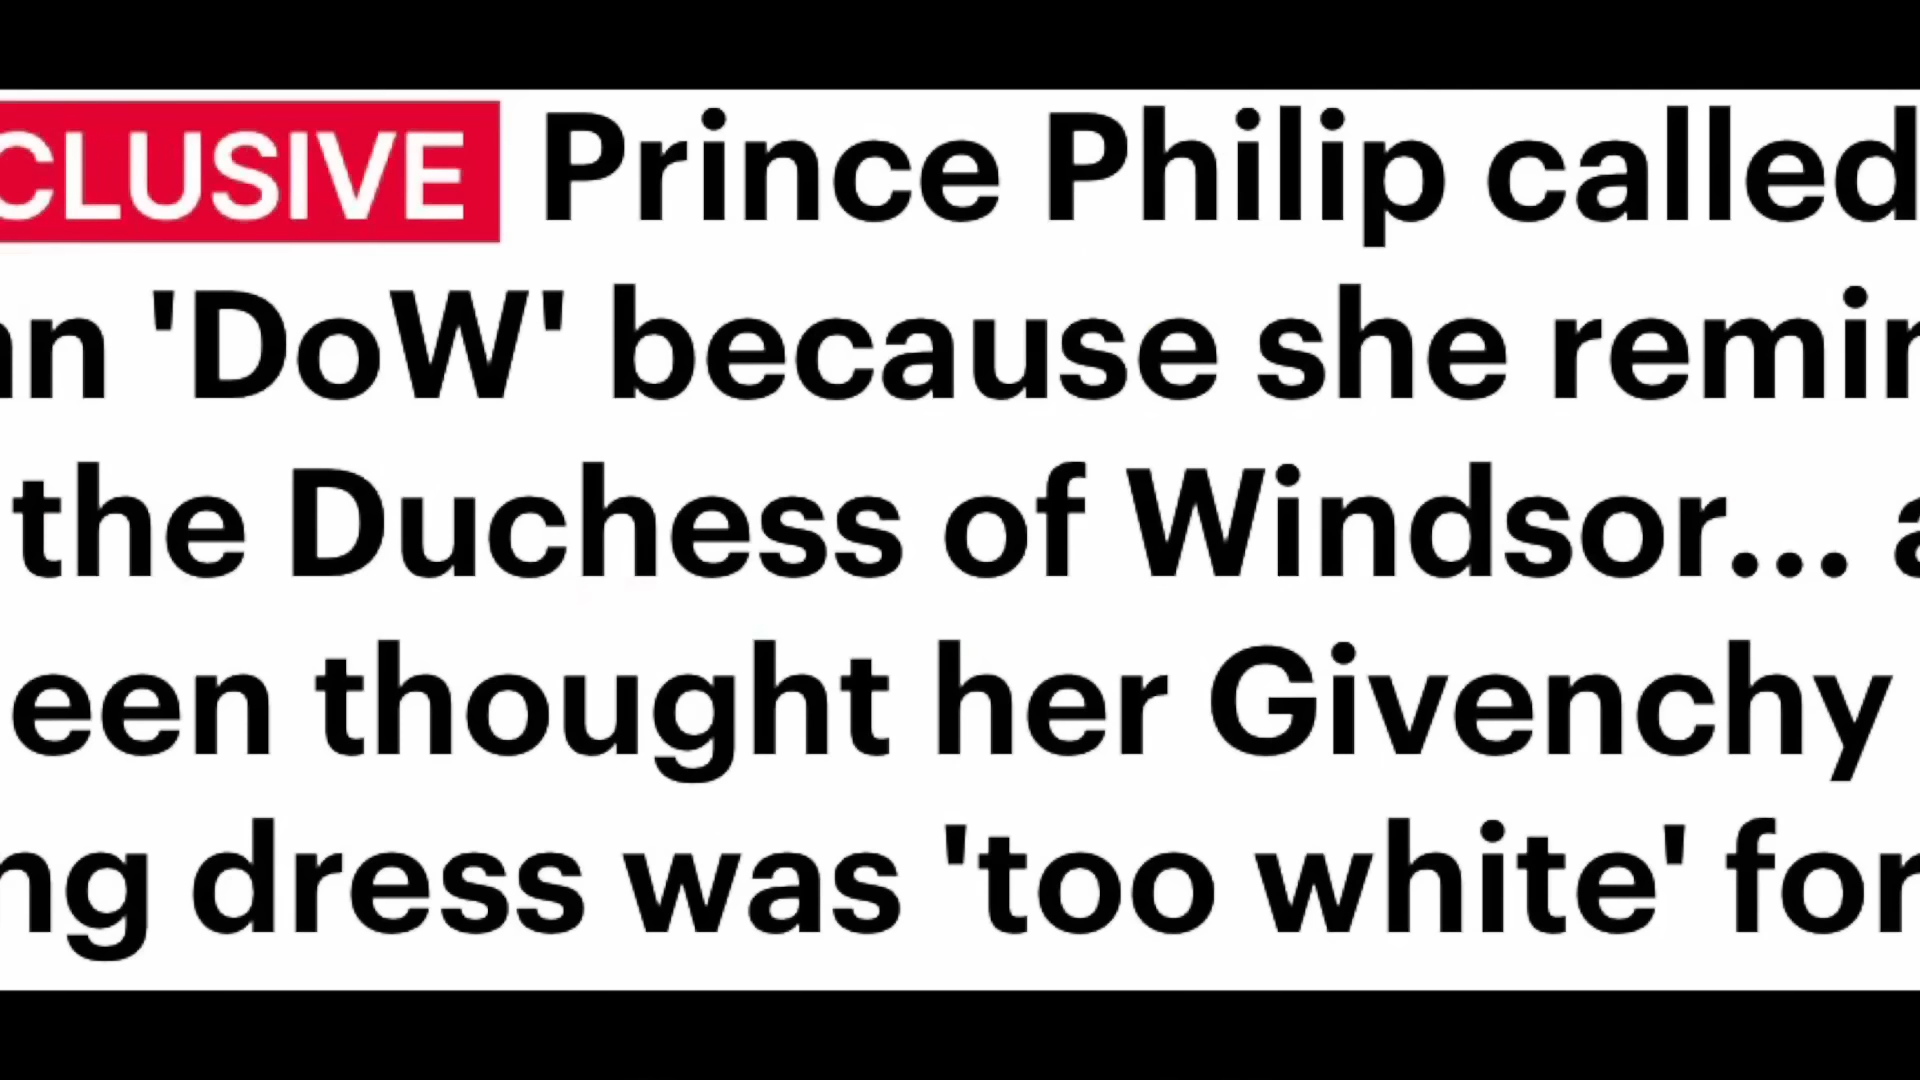 CLUSIVE Prince Philip called
an 'DoW' because she remin
the Duchess of Windsor... a
een thought her Givenchy
ng dress was 'too white' for